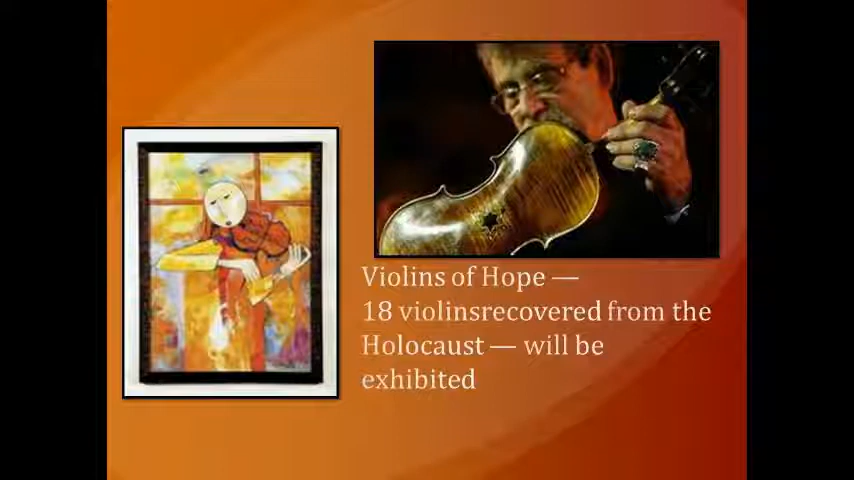 Violins of Hope —
18 violinsrecovered from the
Holocaust — will be
exhibited